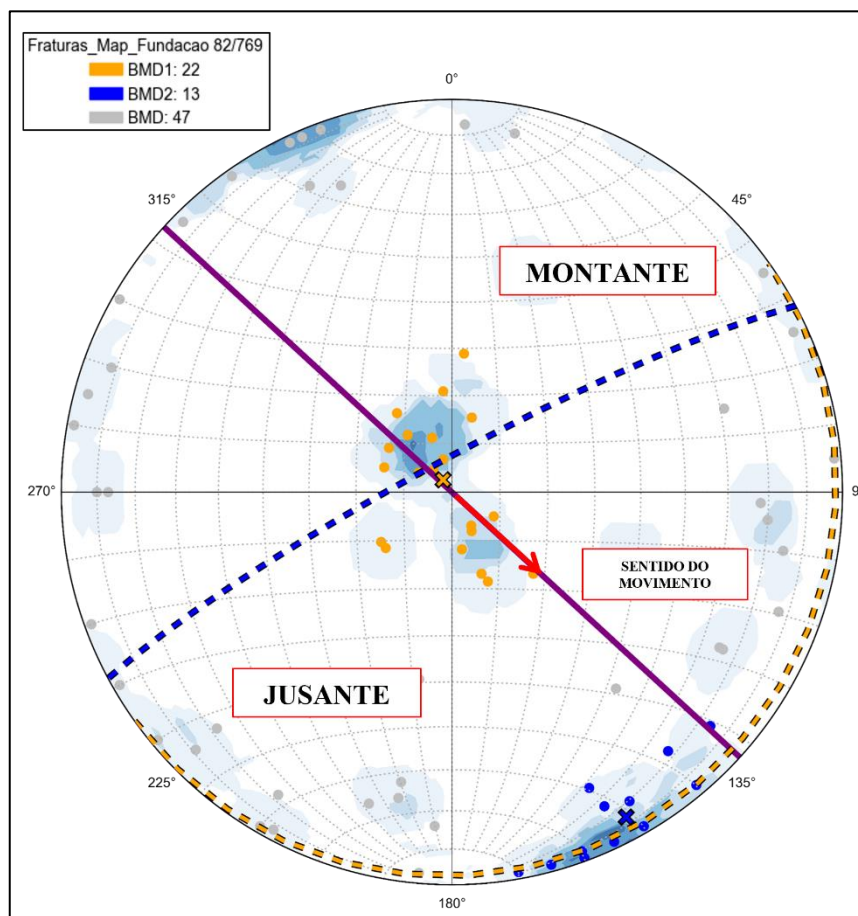 Fraturas_Map_Fundacao 82/769
BMD1: 22
BMD2: 13
BMD: 47
0°
315°
45°
MONTANTE
270°
9
SENTIDO DO
MOVIMENTO
JUSANTE
225°
135°
180°